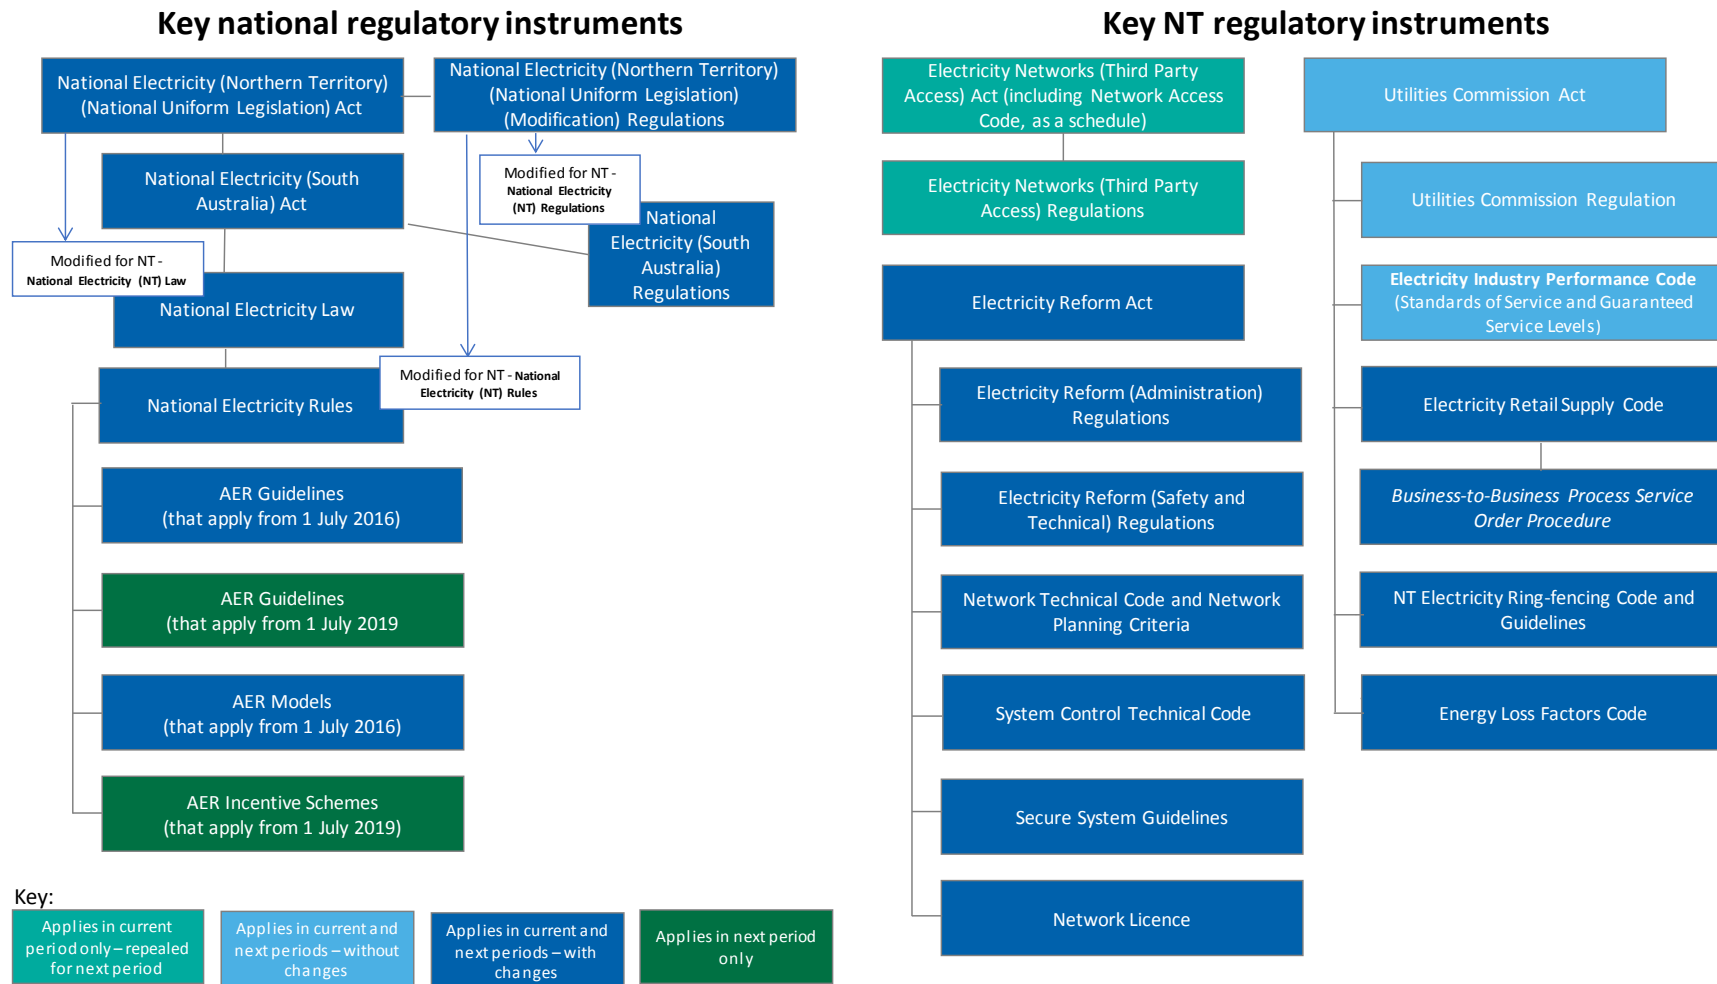 Key national regulatory instruments
National Electricity (Northern Territory)
(National Uniform Legislation) Act
National Electricity (Northern Territory)
(National Uniform Legislation)
(Modification) Regulations
National Electricity (South
Australia) Act
Modified for NT -
National Electricity
(NT) Regulations
National
Electricity (South
Australia)
Regulations
Modified for NT -
National Electricity (NT) Law
National Electricity Law
Modified for NT - National
Electricity (NT) Rules
National Electricity Rules
AER Guidelines
(that apply from 1 July 2016)
AER Guidelines
(that apply from 1 July 2019
AER Models
(that apply from 1 July 2016)
AER Incentive Schemes
(that apply from 1 July 2019)
Key:
Applies in current
period only – repealed
for next period
Applies in current and
next periods – without
changes
Applies in current and
next periods – with
changes
Applies in next period
only
Key NT regulatory instruments
Electricity Networks (Third Party
Access) Act (including Network Access
Code, as a schedule)
Electricity Networks (Third Party
Access) Regulations
Electricity Reform Act
Electricity Reform (Administration)
Regulations
Electricity Reform (Safety and
Technical) Regulations
Network Technical Code and Network
Planning Criteria
System Control Technical Code
Secure System Guidelines
Network Licence
Utilities Commission Act
Utilities Commission Regulation
Electricity Industry Performance Code
(Standards of Service and Guaranteed
Service Levels)
Electricity Retail Supply Code
Business-to-Business Process Service
Order Procedure
NT Electricity Ring-fencing Code and
Guidelines
Energy Loss Factors Code